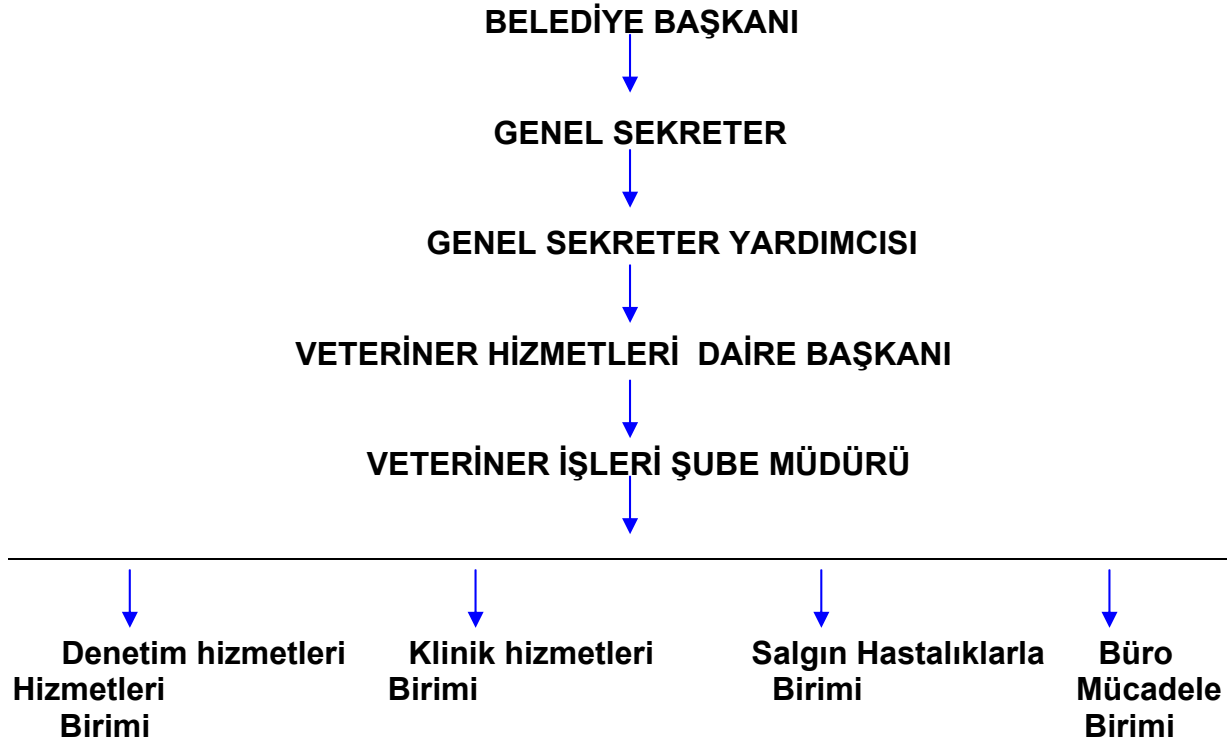 BELEDİYE BAŞKANI
GENEL SEKRETER
GENEL SEKRETER YARDIMCISI
VETERİNER HİZMETLERİ DAİRE BAŞKANI
VETERİNER İŞLERİ ŞUBE MÜDÜRÜ
Denetim hizmetleri Klinik hizmetleri Salgın Hastalıklarla Büro
Hizmetleri Birimi Birimi Mücadele
Birimi Birimi